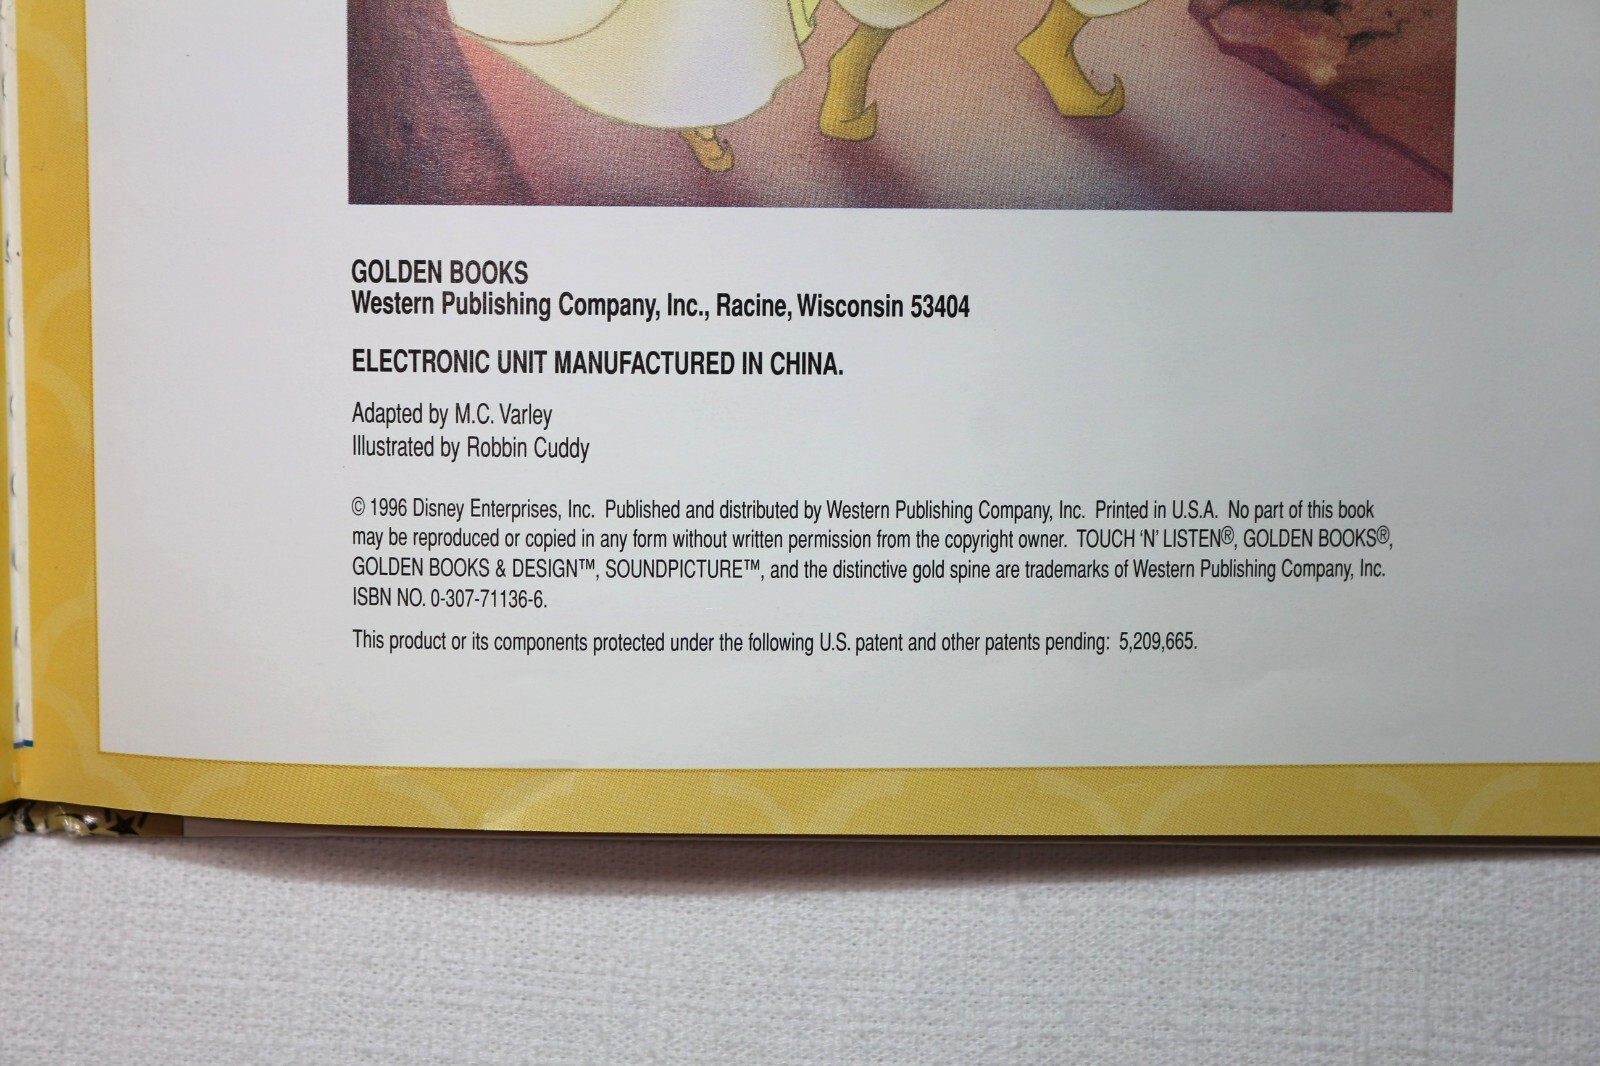 GOLDEN BOOKS
Western Publishing Company, Inc., Racine, Wisconsin 53404
ELECTRONIC UNIT MANUFACTURED IN CHINA.
Adapted by M.C. Varley
Illustrated by Robbin Cuddy
© 1996 Disney Enterprises, Inc. Published and distributed by Western Publishing Company, Inc. Printed in U.S.A. No part of this book
may be reproduced or copied in any form without written permission from the copyright owner. TOUCH ‘N’ LISTEN®, GOLDEN BOOKS®,
GOLDEN BOOKS & DESIGN™, SOUNDPICTURE™, and the distinctive gold spine are trademarks of Western Publishing Company, Inc.
ISBN NO. 0-307-71136-6.
This product or its components protected under the following U.S. patent and other patents pending: 5,209,665.